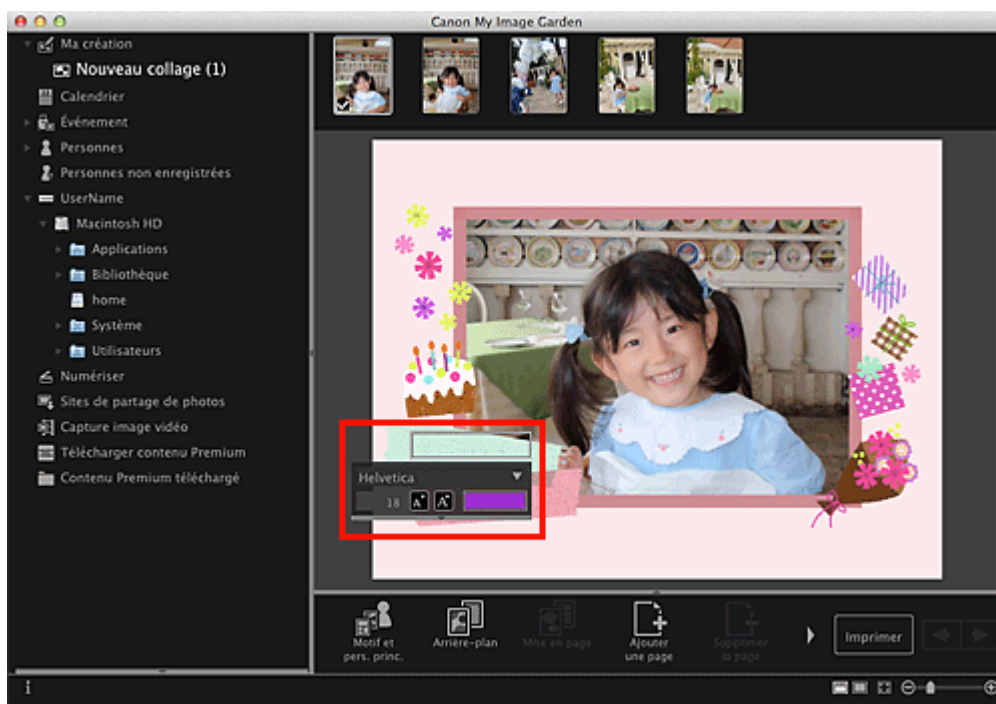 Canon My Image Garden
Ma création
Nouveau collage (1)
Calendrier
Événement
Personnes
Personnes non enregistrées
UserName
Macintosh HD
Applications
Bibliothèque
home
Système
Utilisateurs
Numériser
Sites de partage de photos
Capture image vidéo
Télécharger contenu Premium
Contenu Premium téléchargé
Helvetica
18
Motif et
pers. princ.
Arrière-plan
Mise en page
Ajouter
une page
Supprimer
la page
Imprimer